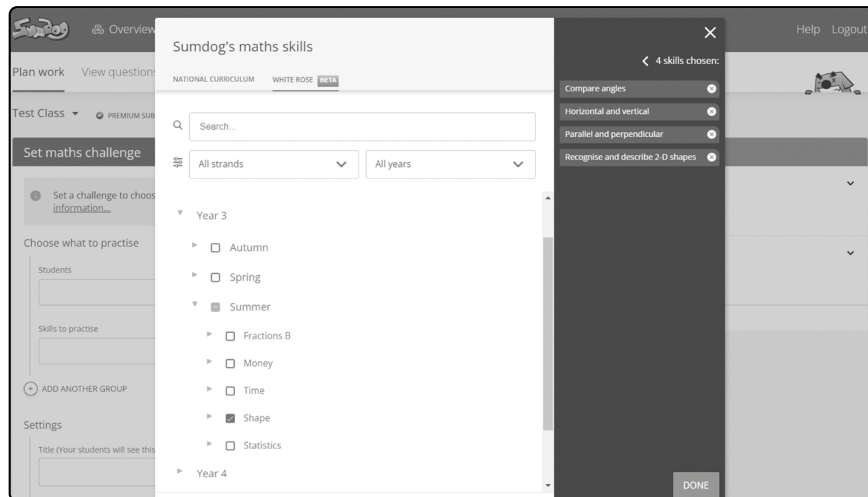 Sumdog
Overview
Help Logout
Plan work View questions
Test Class PREMIUM SUB
Set maths challenge
Set a challenge to choos
information...
Choose what to practise
Students
Skills to practise
ADD ANOTHER GROUP
Settings
Title (Your students will see this
Sumdog's maths skills
NATIONAL CURRICULUM WHITE ROSE BETA
Search...
All strands All years
Year 3
Autumn
Spring
Summer
Fractions B
Money
Time
Shape
Statistics
Year 4
4 skills chosen:
Compare angles
Horizontal and vertical
Parallel and perpendicular
Recognise and describe 2-D shapes
DONE